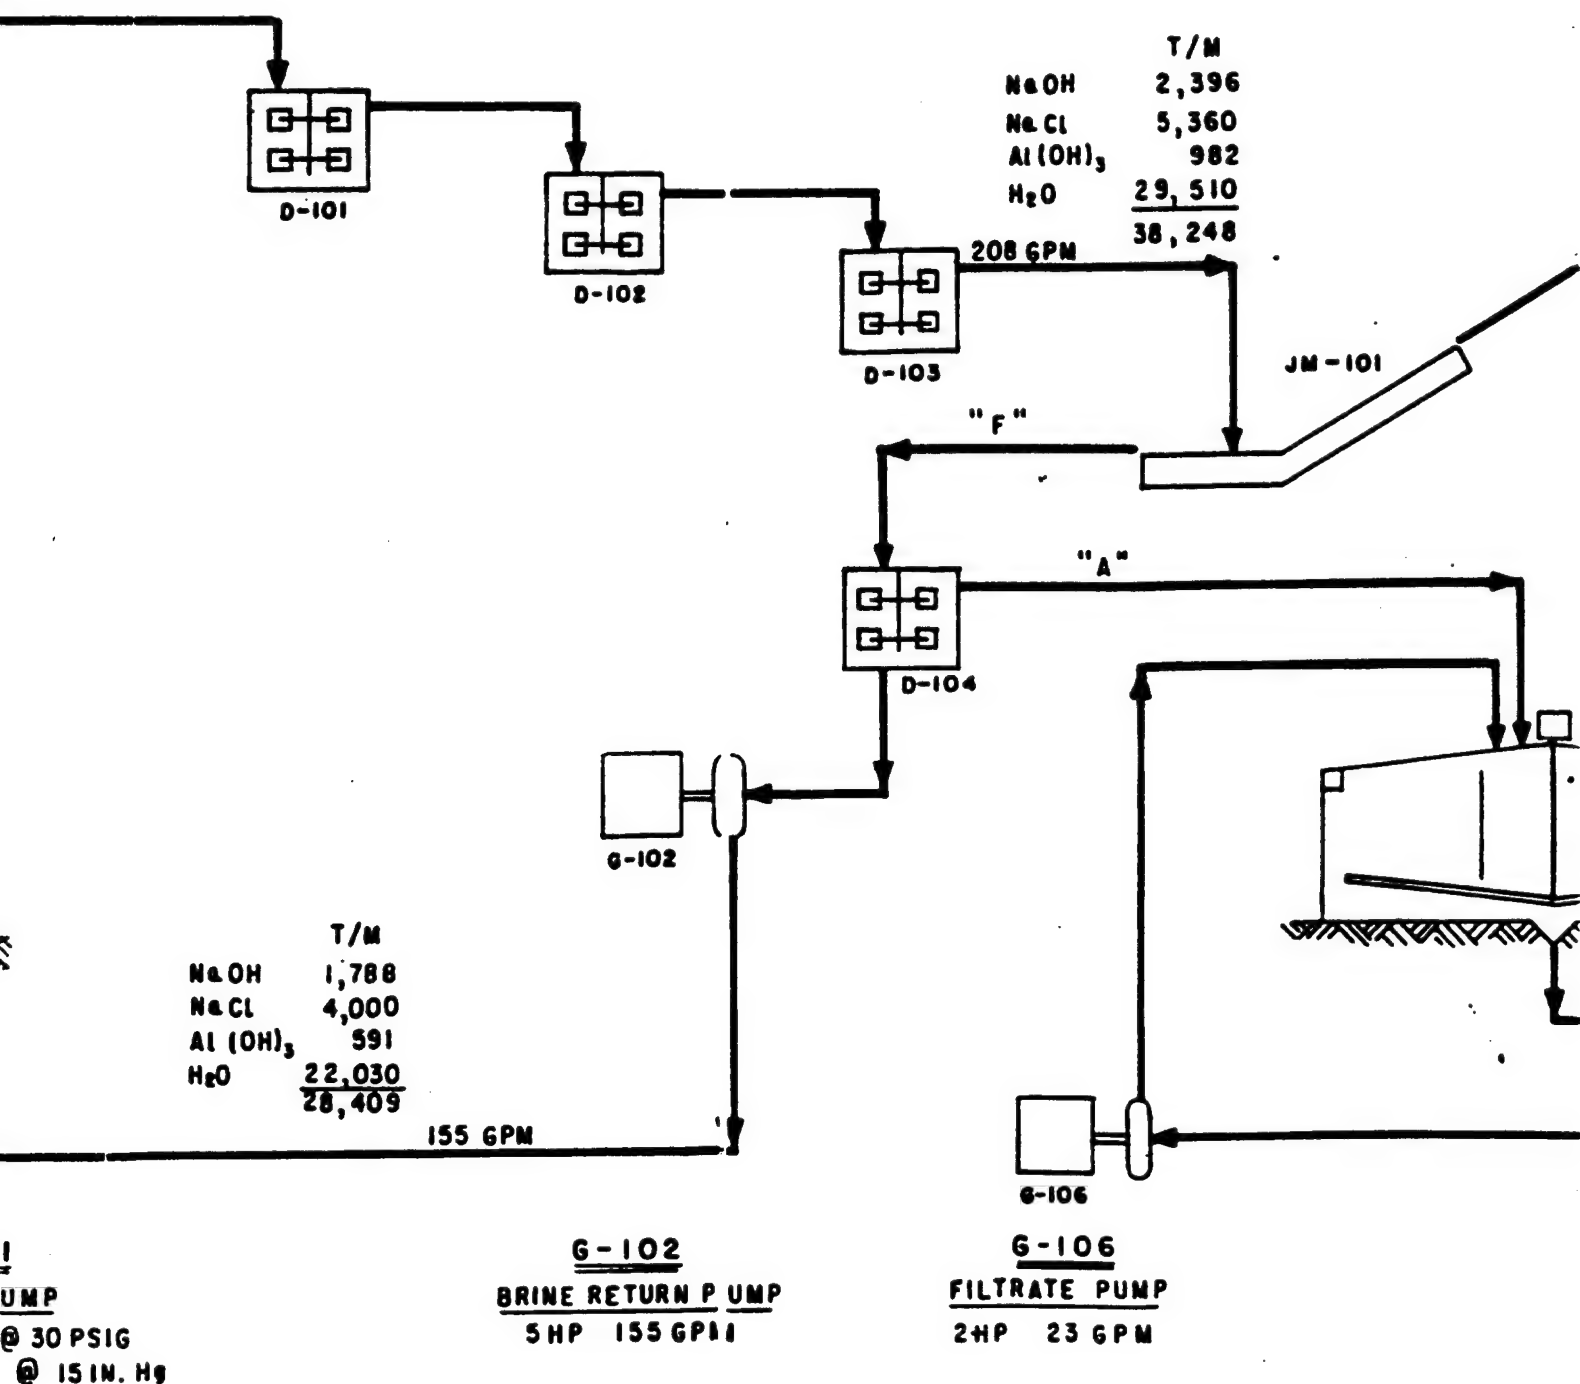 T/M
NaOH 2,396
NaCl 5,360
Al(OH)3 982
H2O 29,510
38,248
D-101
D-102
208 GPM
D-103
JM-101
"F"
"A"
D-104
G-102
T/M
NaOH 1,788
NaCl 4,000
Al (OH)3 591
H2O 22,030
28,409
155 GPM
G-106
G-102
BRINE RETURN PUMP
5HP 155 GPM
G-106
FILTRATE PUMP
2HP 23 GPM
1
UMP
@ 30 PSIG
@ 15 IN. Hg